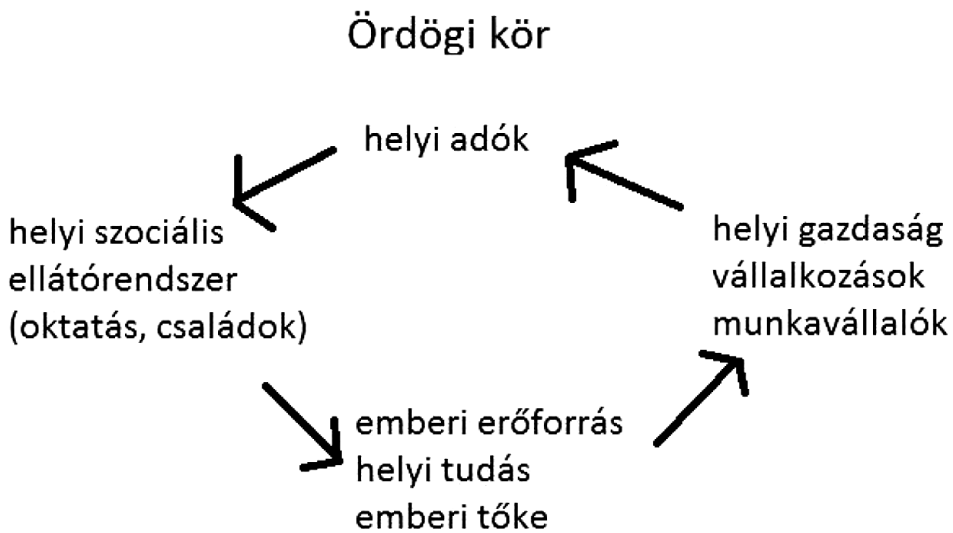 Ördögi kör
helyi adók
helyi szociális
ellátórendszer
(oktatás, családok)
helyi gazdaság
vállalkozások
munkavállalók
emberi erőforrás
helyi tudás
emberi tőke